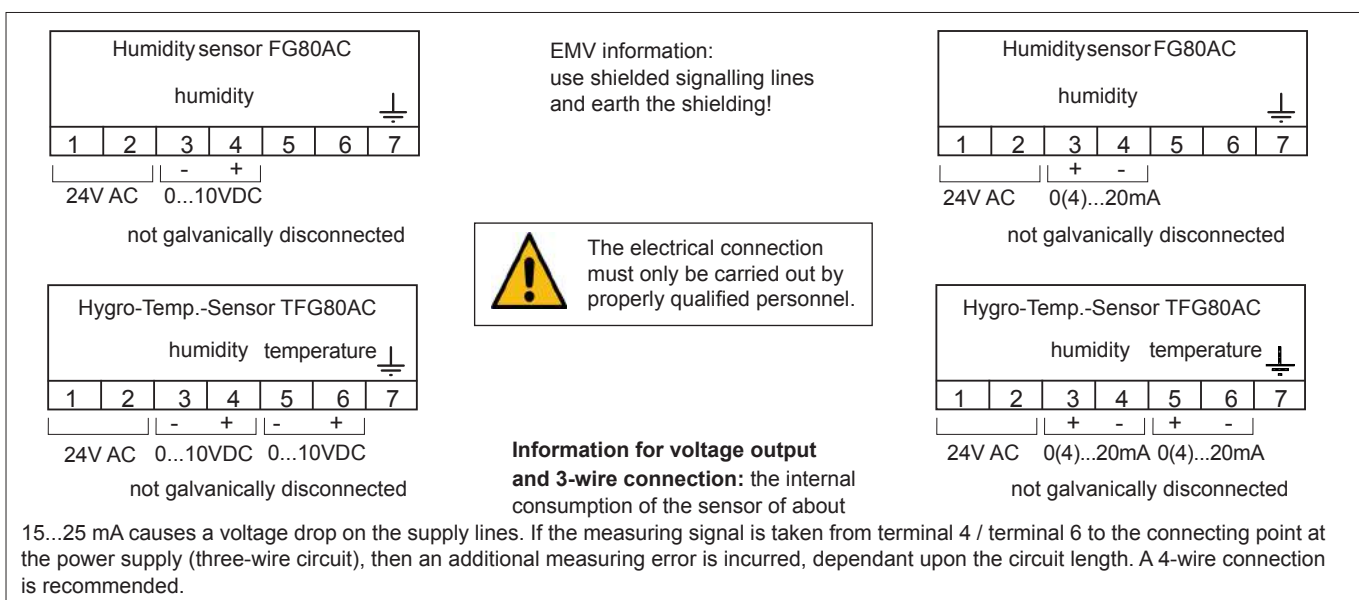 Humidity sensor FG80AC
humidity
1 2 3 4 5 6 7
- +
24V AC 0...10VDC
not galvanically disconnected
EMV information:
use shielded signalling lines
and earth the shielding!
Humidity sensor FG80AC
humidity
1 2 3 4 5 6 7
+ -
24V AC 0(4)...20mA
not galvanically disconnected
The electrical connection
must only be carried out by
properly qualified personnel.
Hygro-Temp.-Sensor TFG80AC
humidity temperature
1 2 3 4 5 6 7
- + - +
24V AC 0...10VDC 0...10VDC
not galvanically disconnected
Hygro-Temp.-Sensor TFG80AC
humidity temperature
1 2 3 4 5 6 7
+ - + -
24V AC 0(4)...20mA 0(4)...20mA
not galvanically disconnected
Information for voltage output
and 3-wire connection: the internal
consumption of the sensor of about
15...25 mA causes a voltage drop on the supply lines. If the measuring signal is taken from terminal 4 / terminal 6 to the connecting point at
the power supply (three-wire circuit), then an additional measuring error is incurred, dependant upon the circuit length. A 4-wire connection
is recommended.